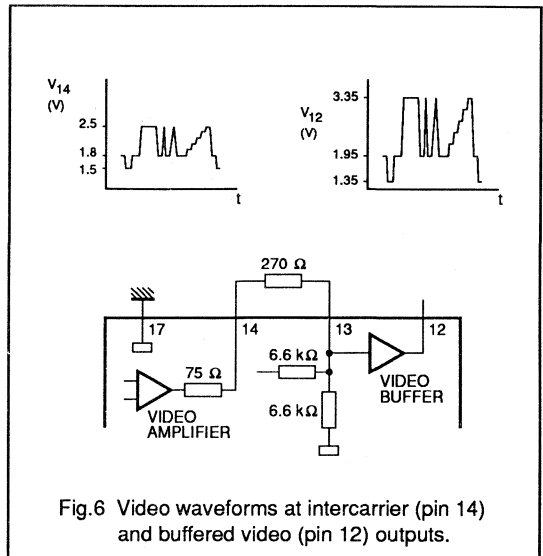 V14
(V)
2.5
1.8
1.5
t
V12
(V)
3.35
1.95
1.35
t
270 Ω
17
14
13
12
6.6 kΩ
75 Ω
6.6 kΩ
VIDEO
AMPLIFIER
VIDEO
BUFFER
Fig.6 Video waveforms at intercarrier (pin 14)
and buffered video (pin 12) outputs.